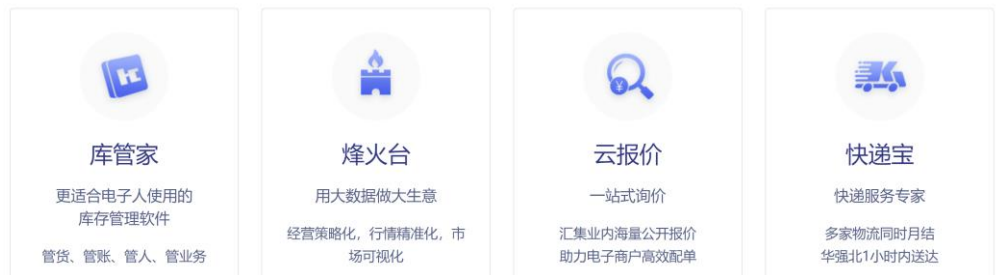 库管家
更适合电子人使用的
库存管理软件
管货、管账、管人、管业务
烽火台
用大数据做大生意
经营策略化，行情精准化，市
场可视化
云报价
一站式询价
汇集业内海量公开报价
助力电子商户高效配单
快递宝
快递服务专家
多家物流同时月结
华强北1小时内送达